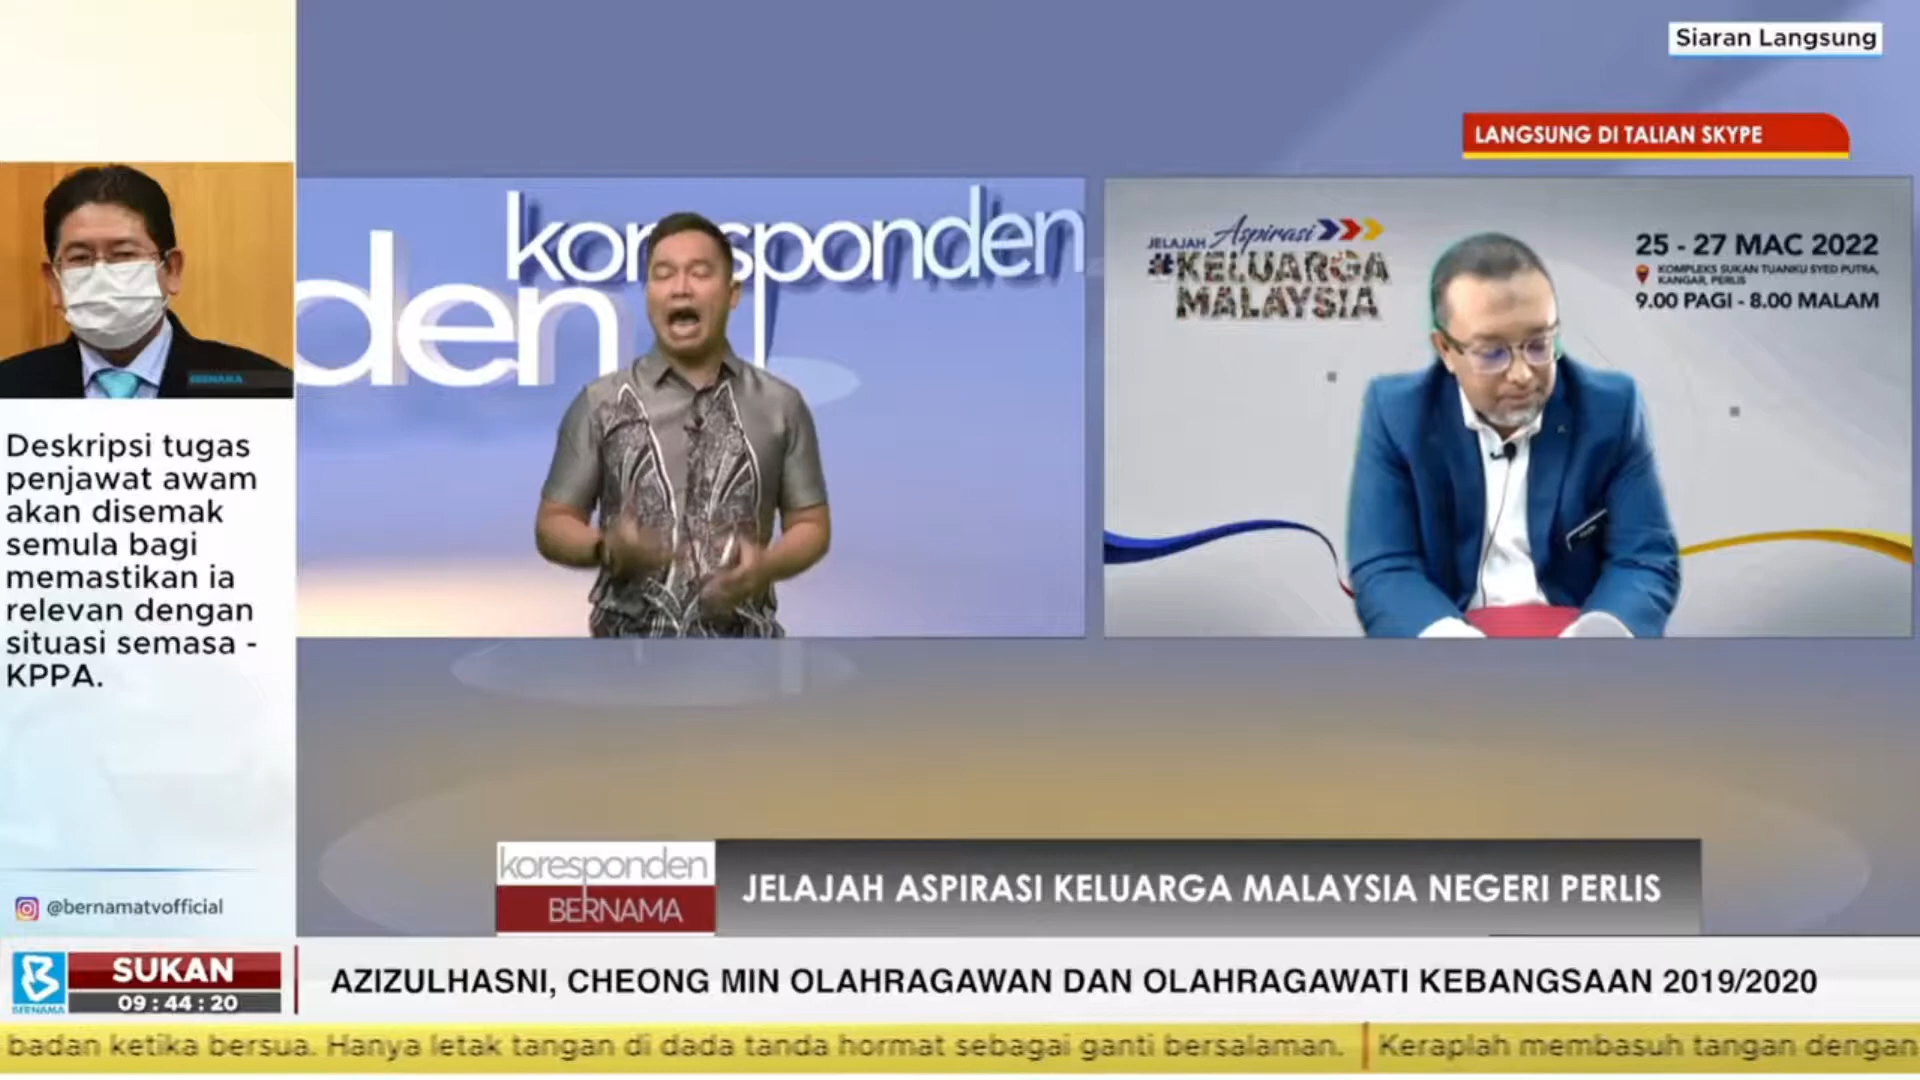 Siaran Langsung
LANGSUNG DI TALIAN SKYPE
koresponden
den
JELAJAH Aspirasi
#KELUARGA
MALAYSIA
25 - 27 MAC 2022
KOMPLEKS SUKAN TUANKU SYED PUTRA,
KANGAR, PERLIS
9.00 PAGI - 8.00 MALAM
BERNAMA
Deskripsi tugas
penjawat awam
akan disemak
semula bagi
memastikan ia
relevan dengan
situasi semasa -
KPPA.
@bernamatvofficial
koresponden
BERNAMA
JELAJAH ASPIRASI KELUARGA MALAYSIA NEGERI PERLIS
BERNAMA
SUKAN
09:44:20
AZIZULHASNI, CHEONG MIN OLAHRAGAWAN DAN OLAHRAGAWATI KEBANGSAAN 2019/2020
badan ketika bersua. Hanya letak tangan di dada tanda hormat sebagai ganti bersalaman.
Keraplah membasuh tangan dengan